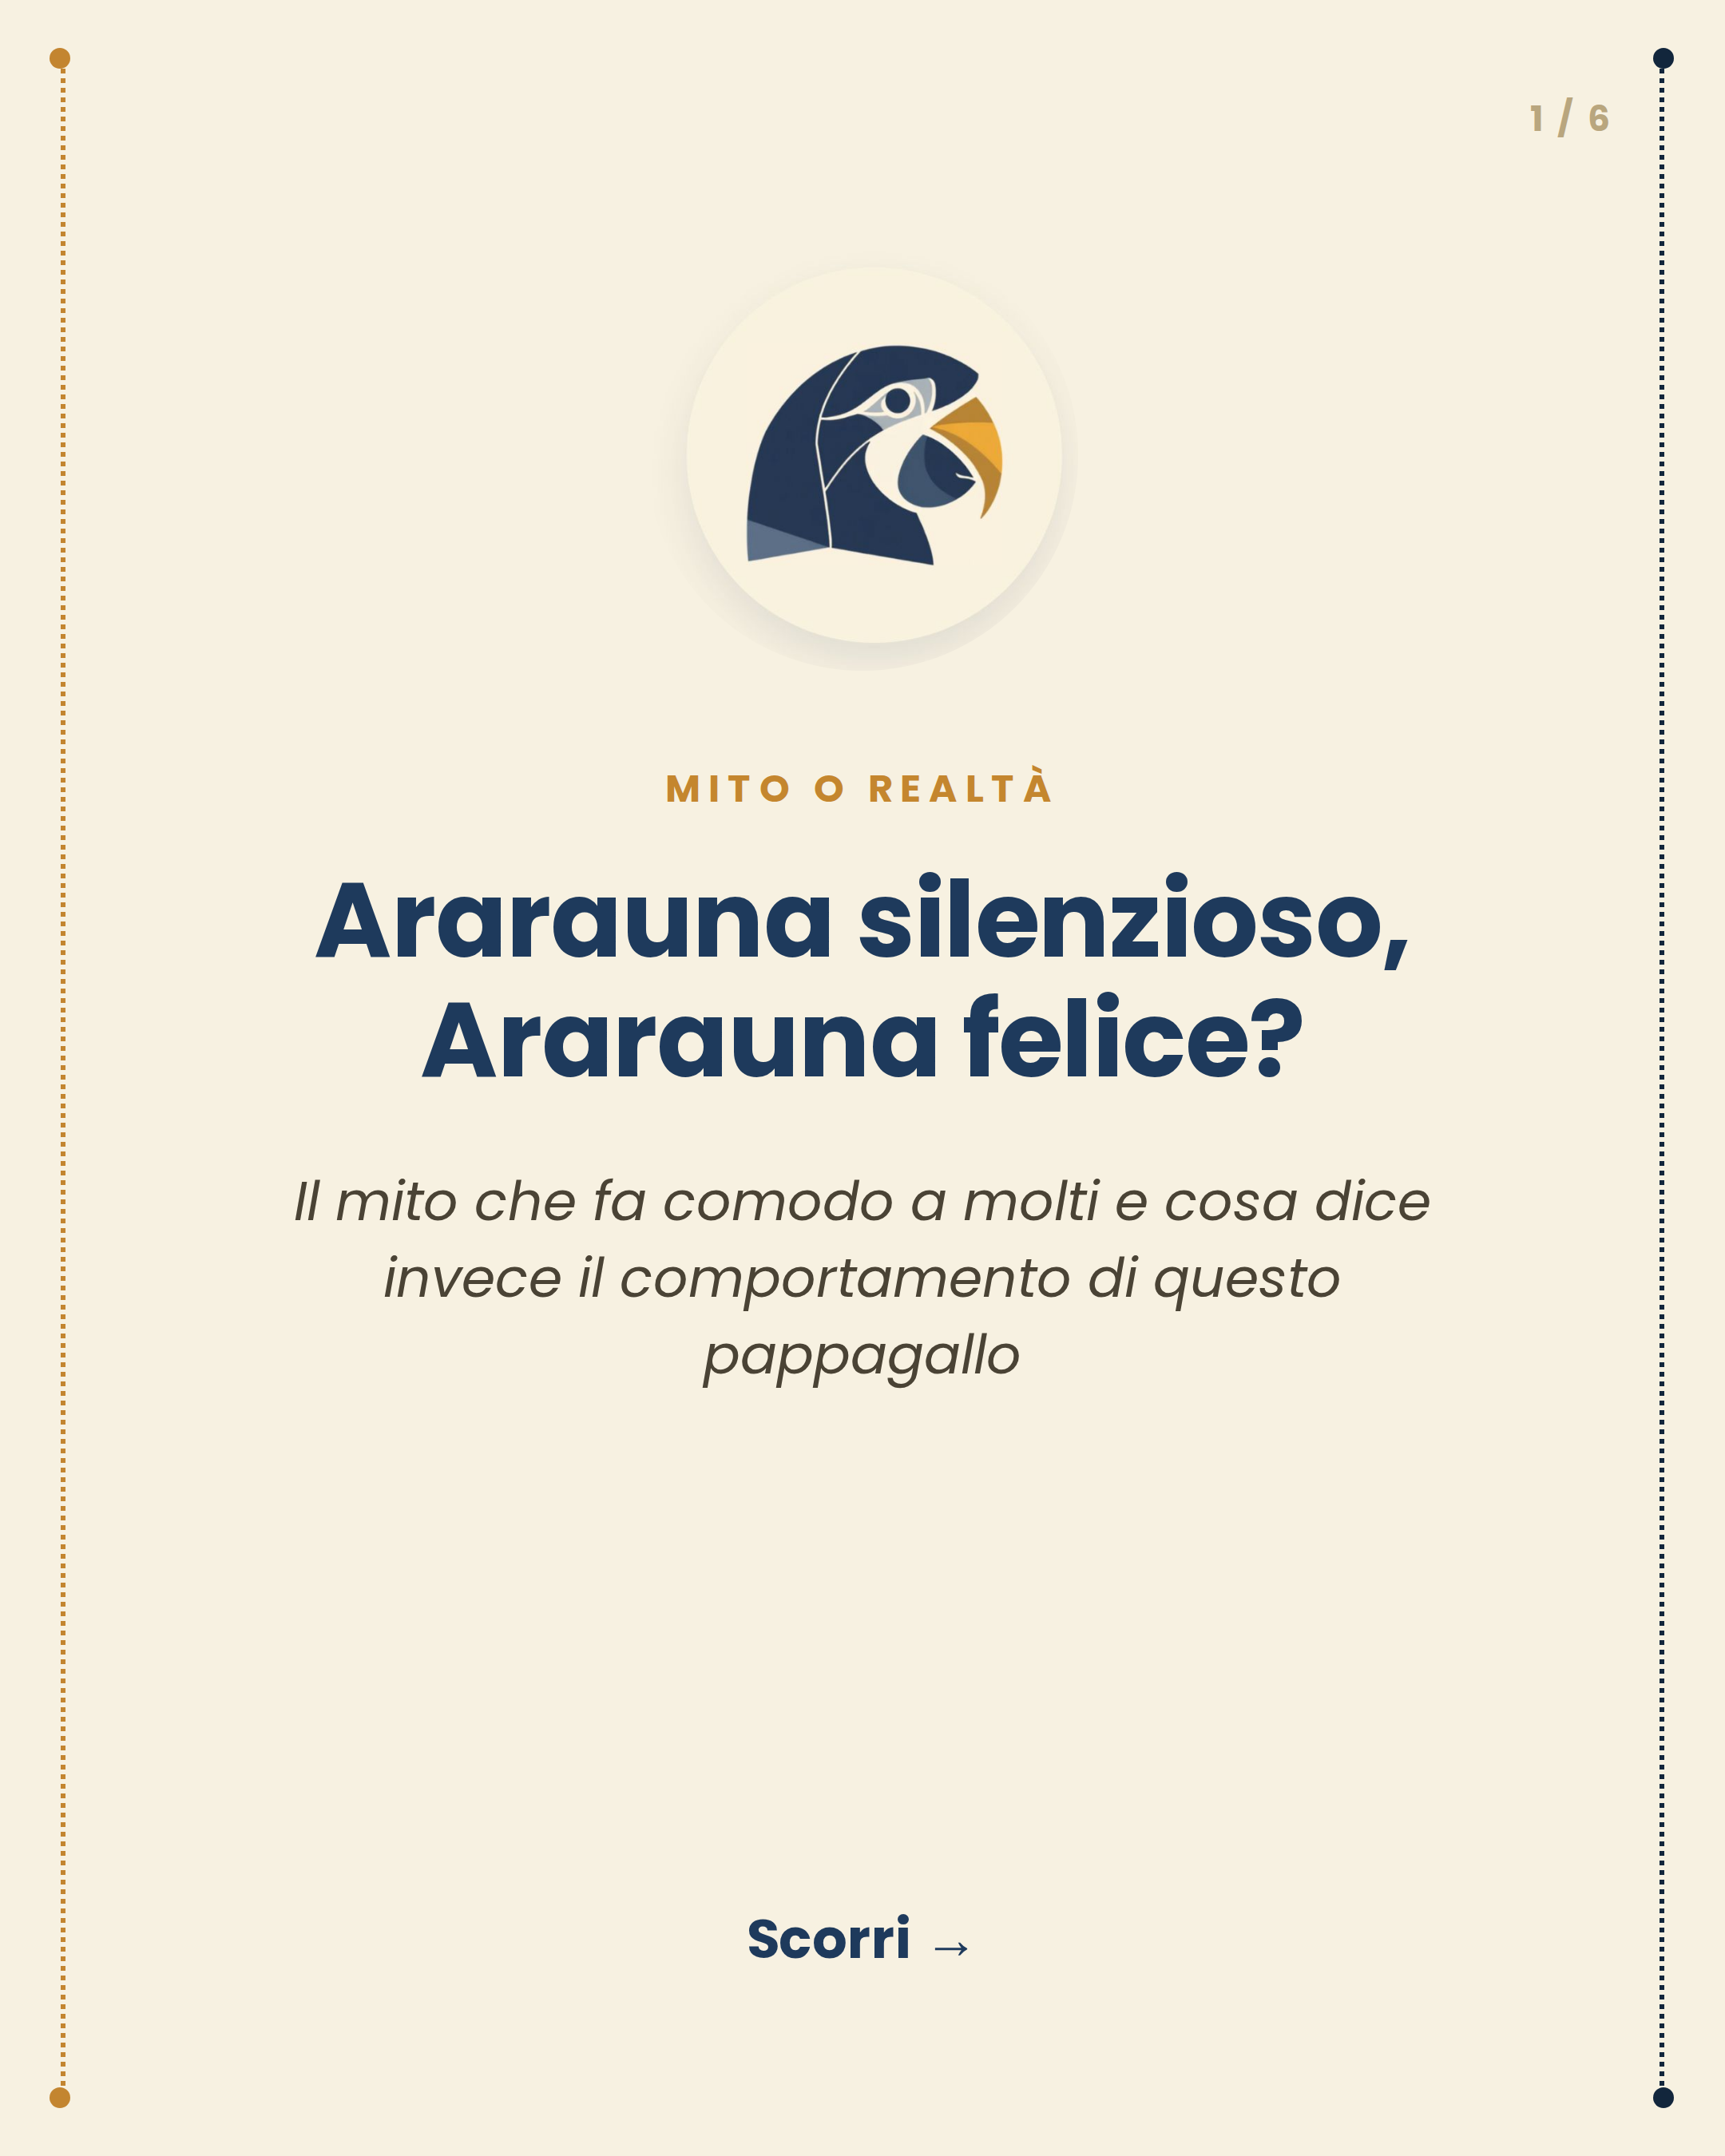 1 / 6
MITO O REALTÀ
Ararauna silenzioso,
Ararauna felice?
Il mito che fa comodo a molti e cosa dice
invece il comportamento di questo
pappagallo
Scorri →